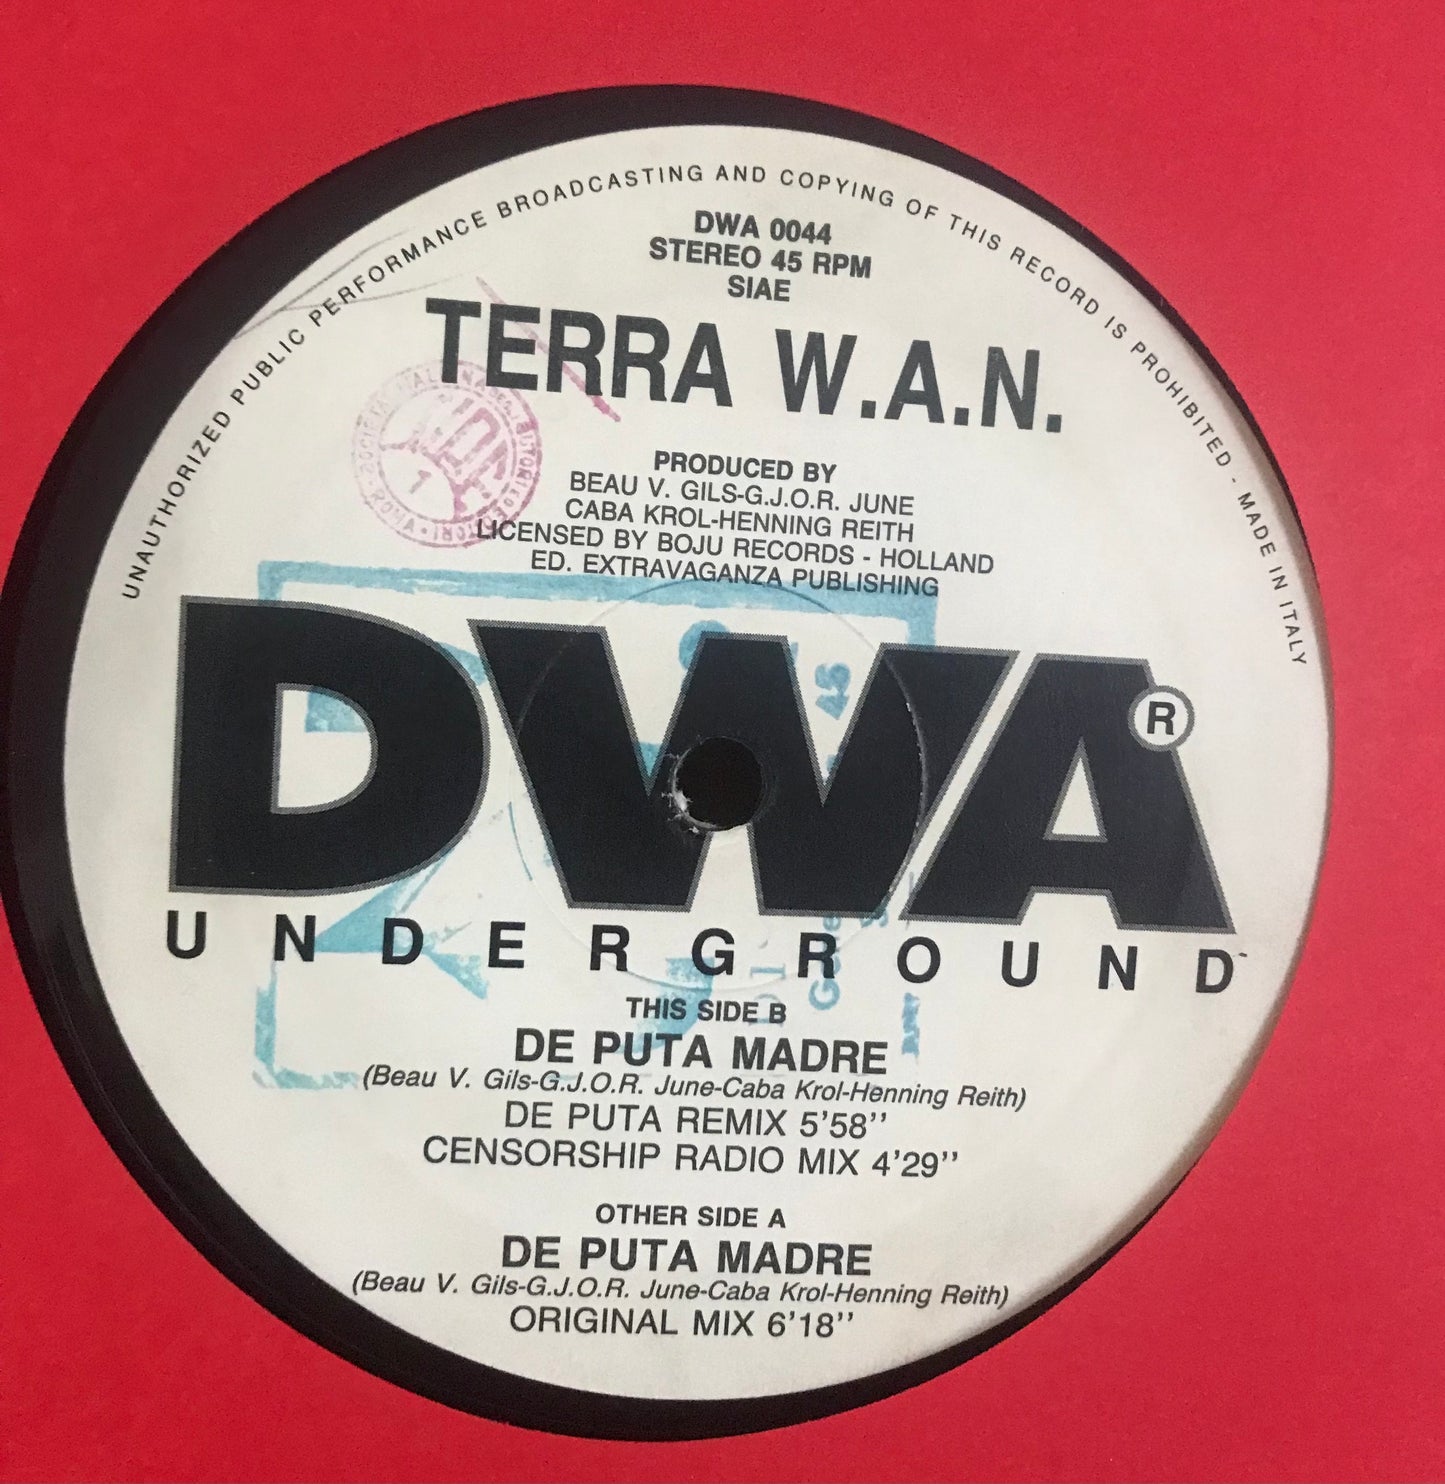 UNAUTHORIZED PUBLIC PERFORMANCE BROADCASTING AND COPYING OF THIS RECORD IS PROHIBITED - MADE IN ITALY
DWA 0044
STEREO 45 RPM
SIAE
TERRA W.A.N.
ROMA
1
PRODUCED BY
BEAU V. GILS-G.J.O.R. JUNE
CABA KROL-HENNING REITH
LICENSED BY BOJU RECORDS - HOLLAND
ED. EXTRAVAGANZA PUBLISHING
45
DWA
R
UNDERGROUND
THIS SIDE B
DE PUTA MADRE
(Beau V. Gils-G.J.O.R. June-Caba Krol-Henning Reith)
DE PUTA REMIX 5'58''
CENSORSHIP RADIO MIX 4'29''
OTHER SIDE A
DE PUTA MADRE
(Beau V. Gils-G.J.O.R. June-Caba Krol-Henning Reith)
ORIGINAL MIX 6'18''